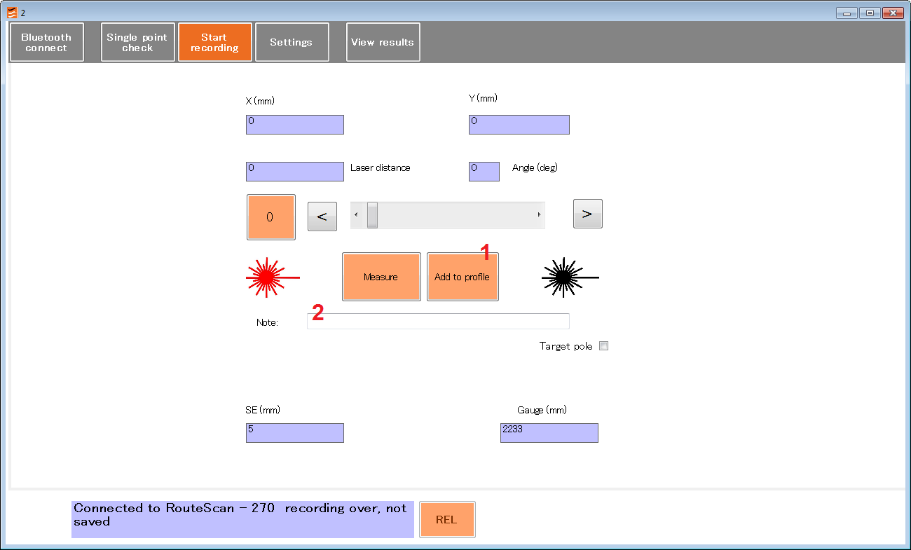 2
Bluetooth
connect
Single point
check
Start
recording
Settings
View results
X (mm)
Y (mm)
0
0
0
Laser distance
0
Angle (deg)
0
<
>
1
Measure
Add to profile
2
Note:
Target pole
SE (mm)
Gauge (mm)
5
2233
Connected to RouteScan - 270 recording over, not
saved
REL